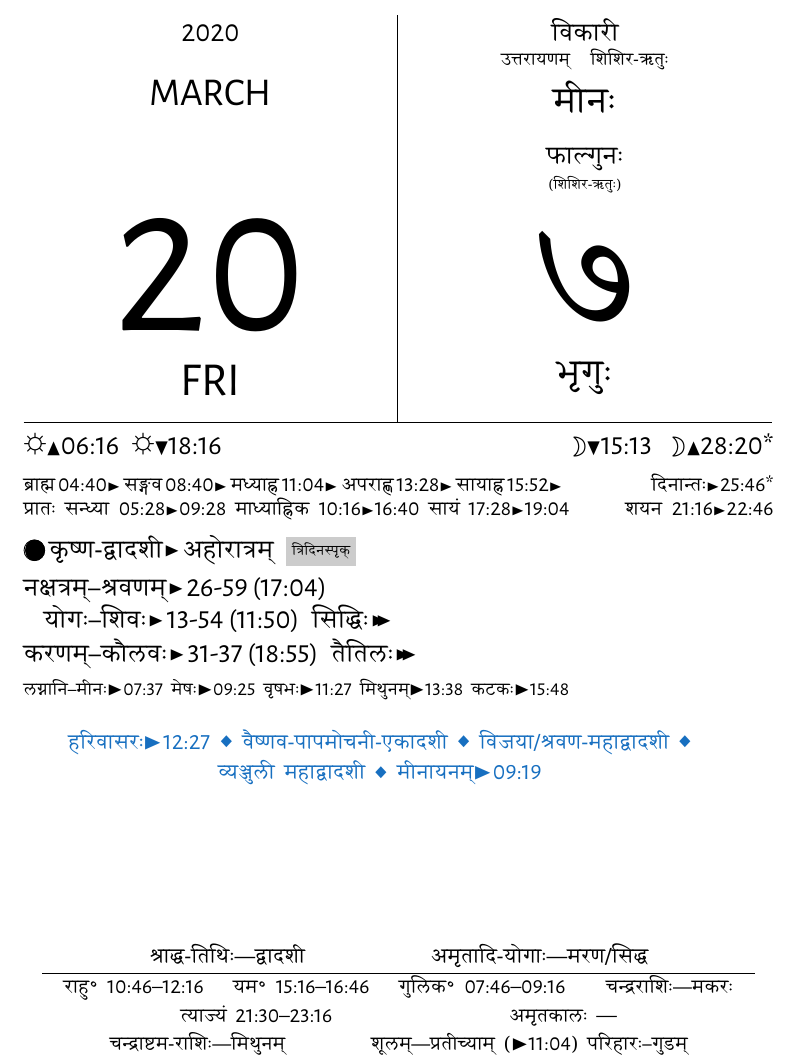 2020
MARCH
20
FRI
विकारी
उत्तरायणम् शिशिर-ऋतुः
मीनः
फाल्गुनः
(शिशिर-ऋतुः)
७
भृगुः
☼▲06:16 ☼▼18:16 ☽▼15:13 ☽▲28:20*
ब्राह्म 04:40► सङ्गव 08:40► मध्याह्न 11:04► अपराह्ण 13:28► सायाह्न 15:52► दिनान्तः►25:46*
प्रातः सन्ध्या 05:28►09:28 माध्याह्निक 10:16►16:40 सायं 17:28►19:04 शयन 21:16►22:46
●कृष्ण-द्वादशी►अहोरात्रम् त्रिदिनस्पृक्
नक्षत्रम्–श्रवणम्►26-59 (17:04)
योगः–शिवः►13-54 (11:50) सिद्धिः►►
करणम्–कौलवः►31-37 (18:55) तैतिलः►►
लग्नानि–मीनः►07:37 मेषः►09:25 वृषभः►11:27 मिथुनम्►13:38 कटकः►15:48
हरिवासरः►12:27 ◆ वैष्णव-पापमोचनी-एकादशी ◆ विजया/श्रवण-महाद्वादशी ◆
व्यञ्जुली महाद्वादशी ◆ मीनायनम्►09:19
श्राद्ध-तिथिः—द्वादशी अमृतादि-योगाः—मरण/सिद्ध
राहु॰ 10:46–12:16 यम॰ 15:16–16:46 गुलिक॰ 07:46–09:16 चन्द्रराशिः—मकरः
त्याज्यं 21:30–23:16 अमृतकालः —
चन्द्राष्टम-राशिः—मिथुनम् शूलम्—प्रतीच्याम् (►11:04) परिहारः–गुडम्